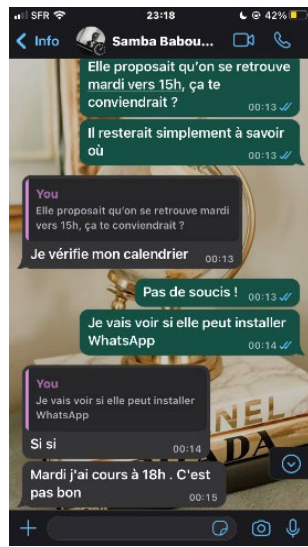 SFR
23:18
42%
Info
Samba Babou...
Elle proposait qu'on se retrouve
mardi vers 15h, ça te
conviendrait ?
00:13
Il resterait simplement à savoir
où
00:13
You
Elle proposait qu'on se retrouve mardi
vers 15h, ça te conviendrait ?
Je vérifie mon calendrier
00:13
Pas de soucis !
00:13
Je vais voir si elle peut installer
WhatsApp
00:14
You
Je vais voir si elle peut installer
WhatsApp
Si si
00:14
NEL
DA
Mardi j'ai cours à 18h . C'est
pas bon
00:15